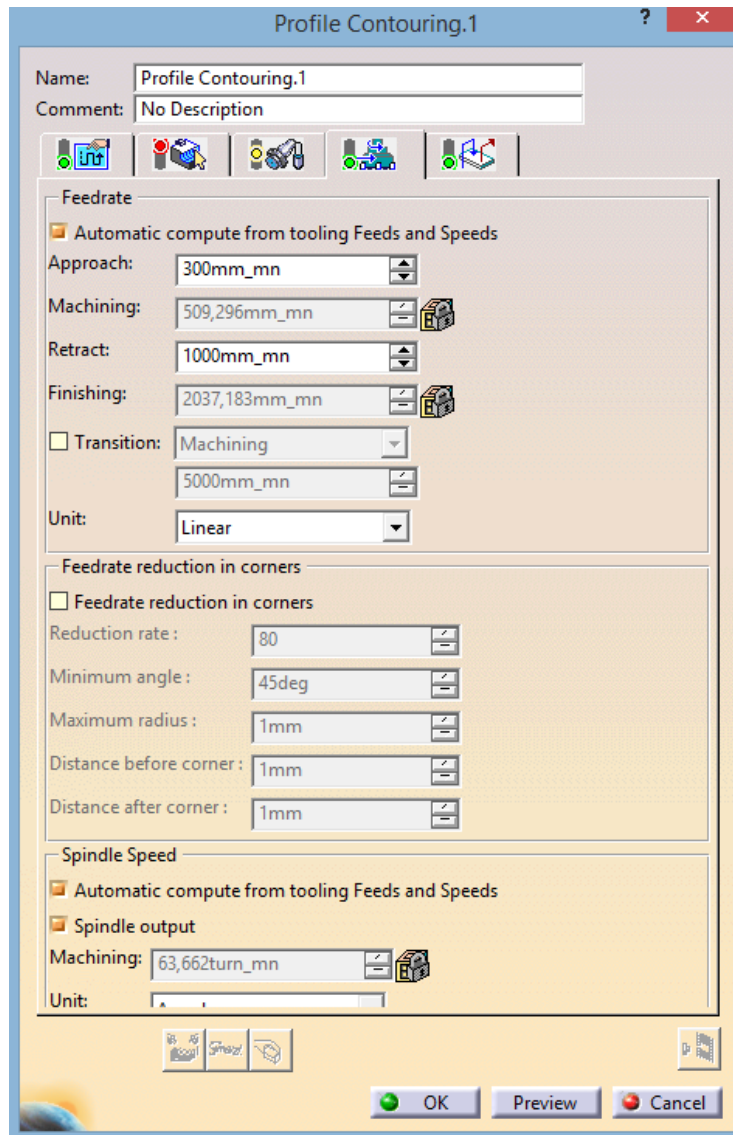 Profile Contouring.1
? ×
Name: Profile Contouring.1
Comment: No Description
Feedrate
Automatic compute from tooling Feeds and Speeds
Approach: 300mm_mn
Machining: 509,296mm_mn
Retract: 1000mm_mn
Finishing: 2037,183mm_mn
Transition: Machining
5000mm_mn
Unit: Linear
Feedrate reduction in corners
Feedrate reduction in corners
Reduction rate : 80
Minimum angle : 45deg
Maximum radius : 1mm
Distance before corner : 1mm
Distance after corner : 1mm
Spindle Speed
Automatic compute from tooling Feeds and Speeds
Spindle output
Machining: 63,662turn_mn
Unit:
OK Preview Cancel